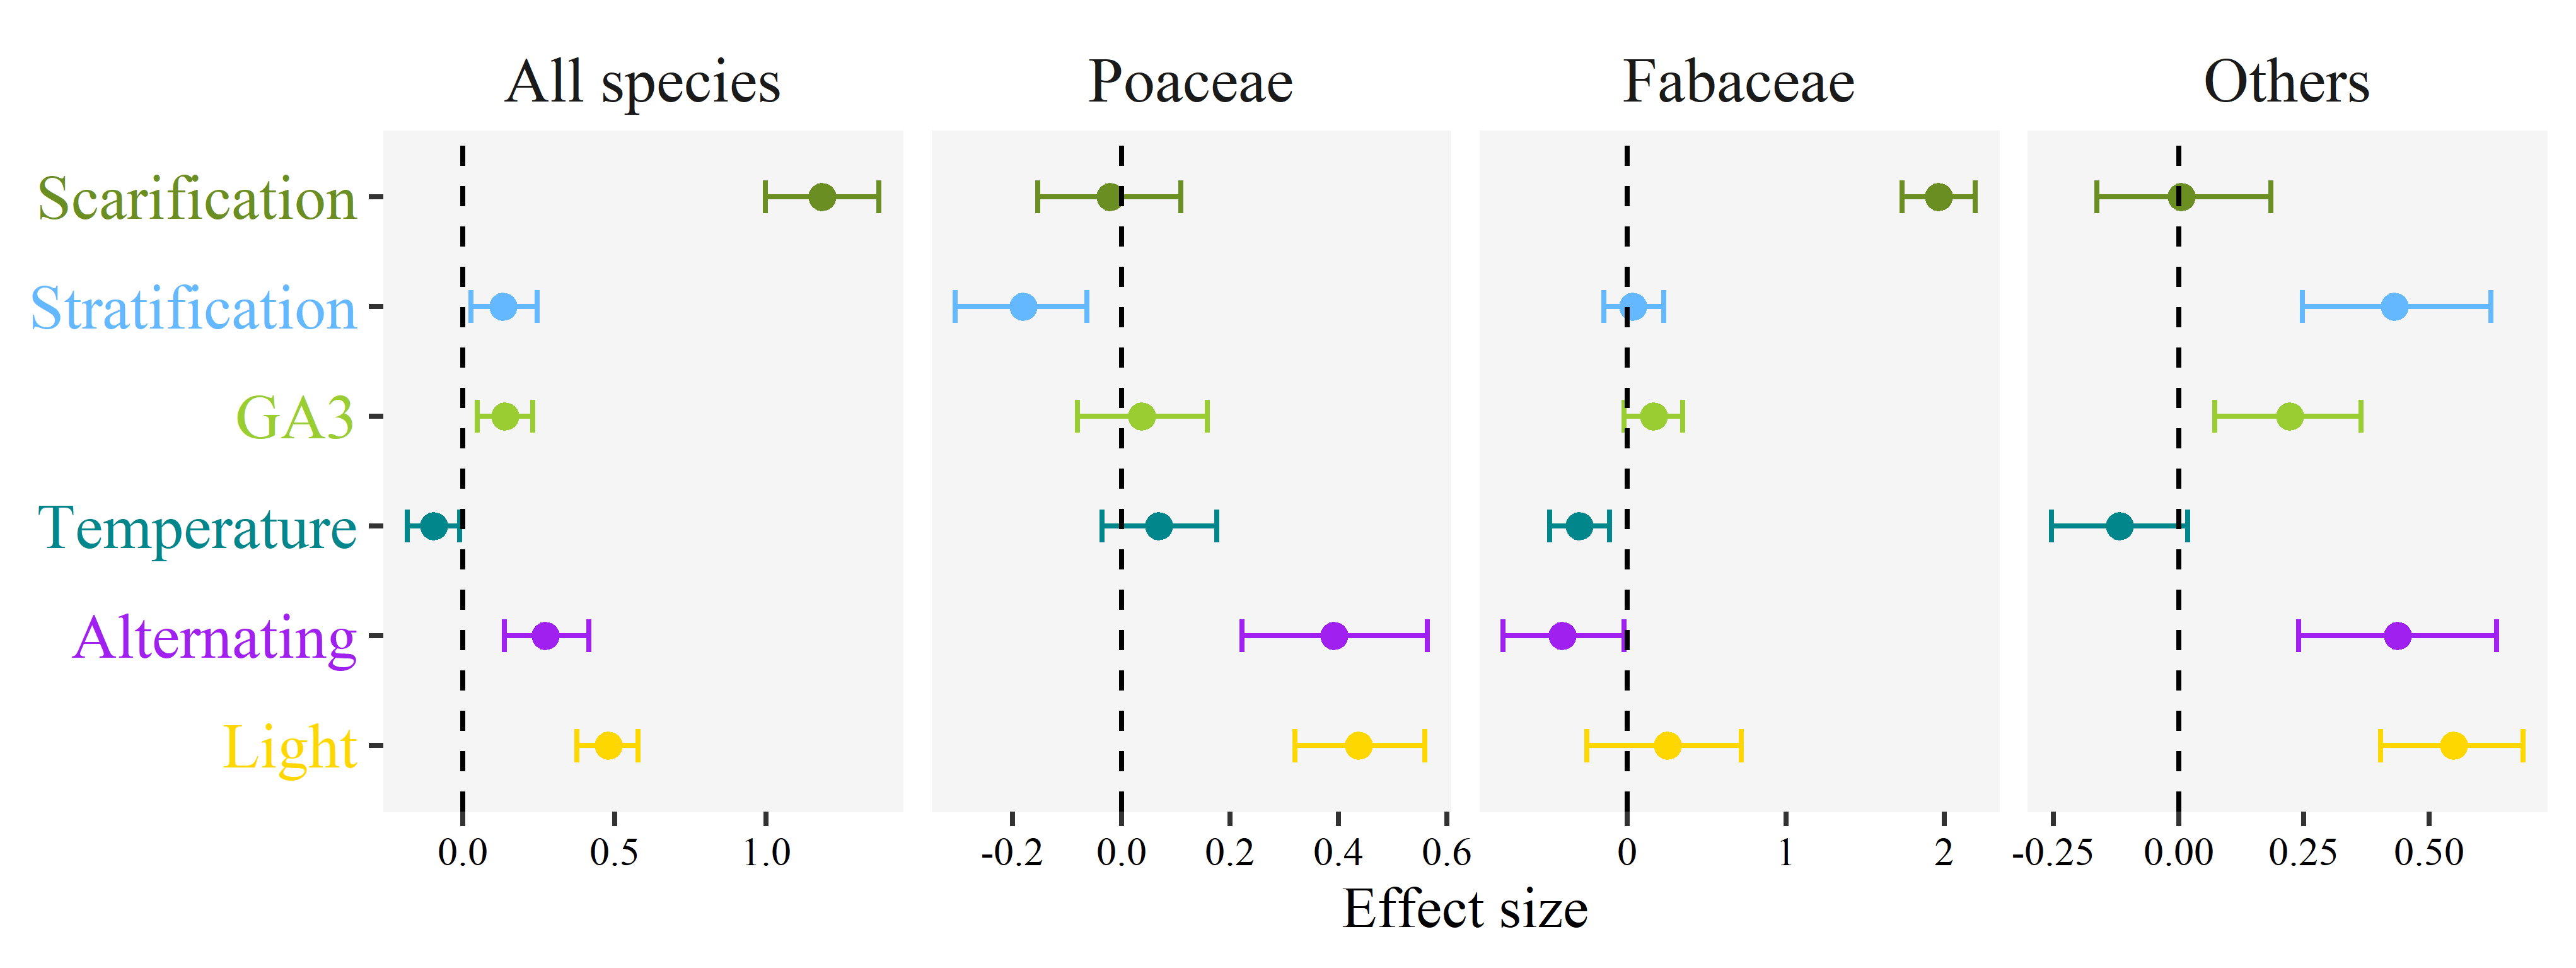 All species Poaceae Fabaceae Others
Scarification
Stratification
GA3
Temperature
Alternating
Light
0.0 0.5 1.0 -0.2 0.0 0.2 0.4 0.6 0 1 2 -0.25 0.00 0.25 0.50
Effect size